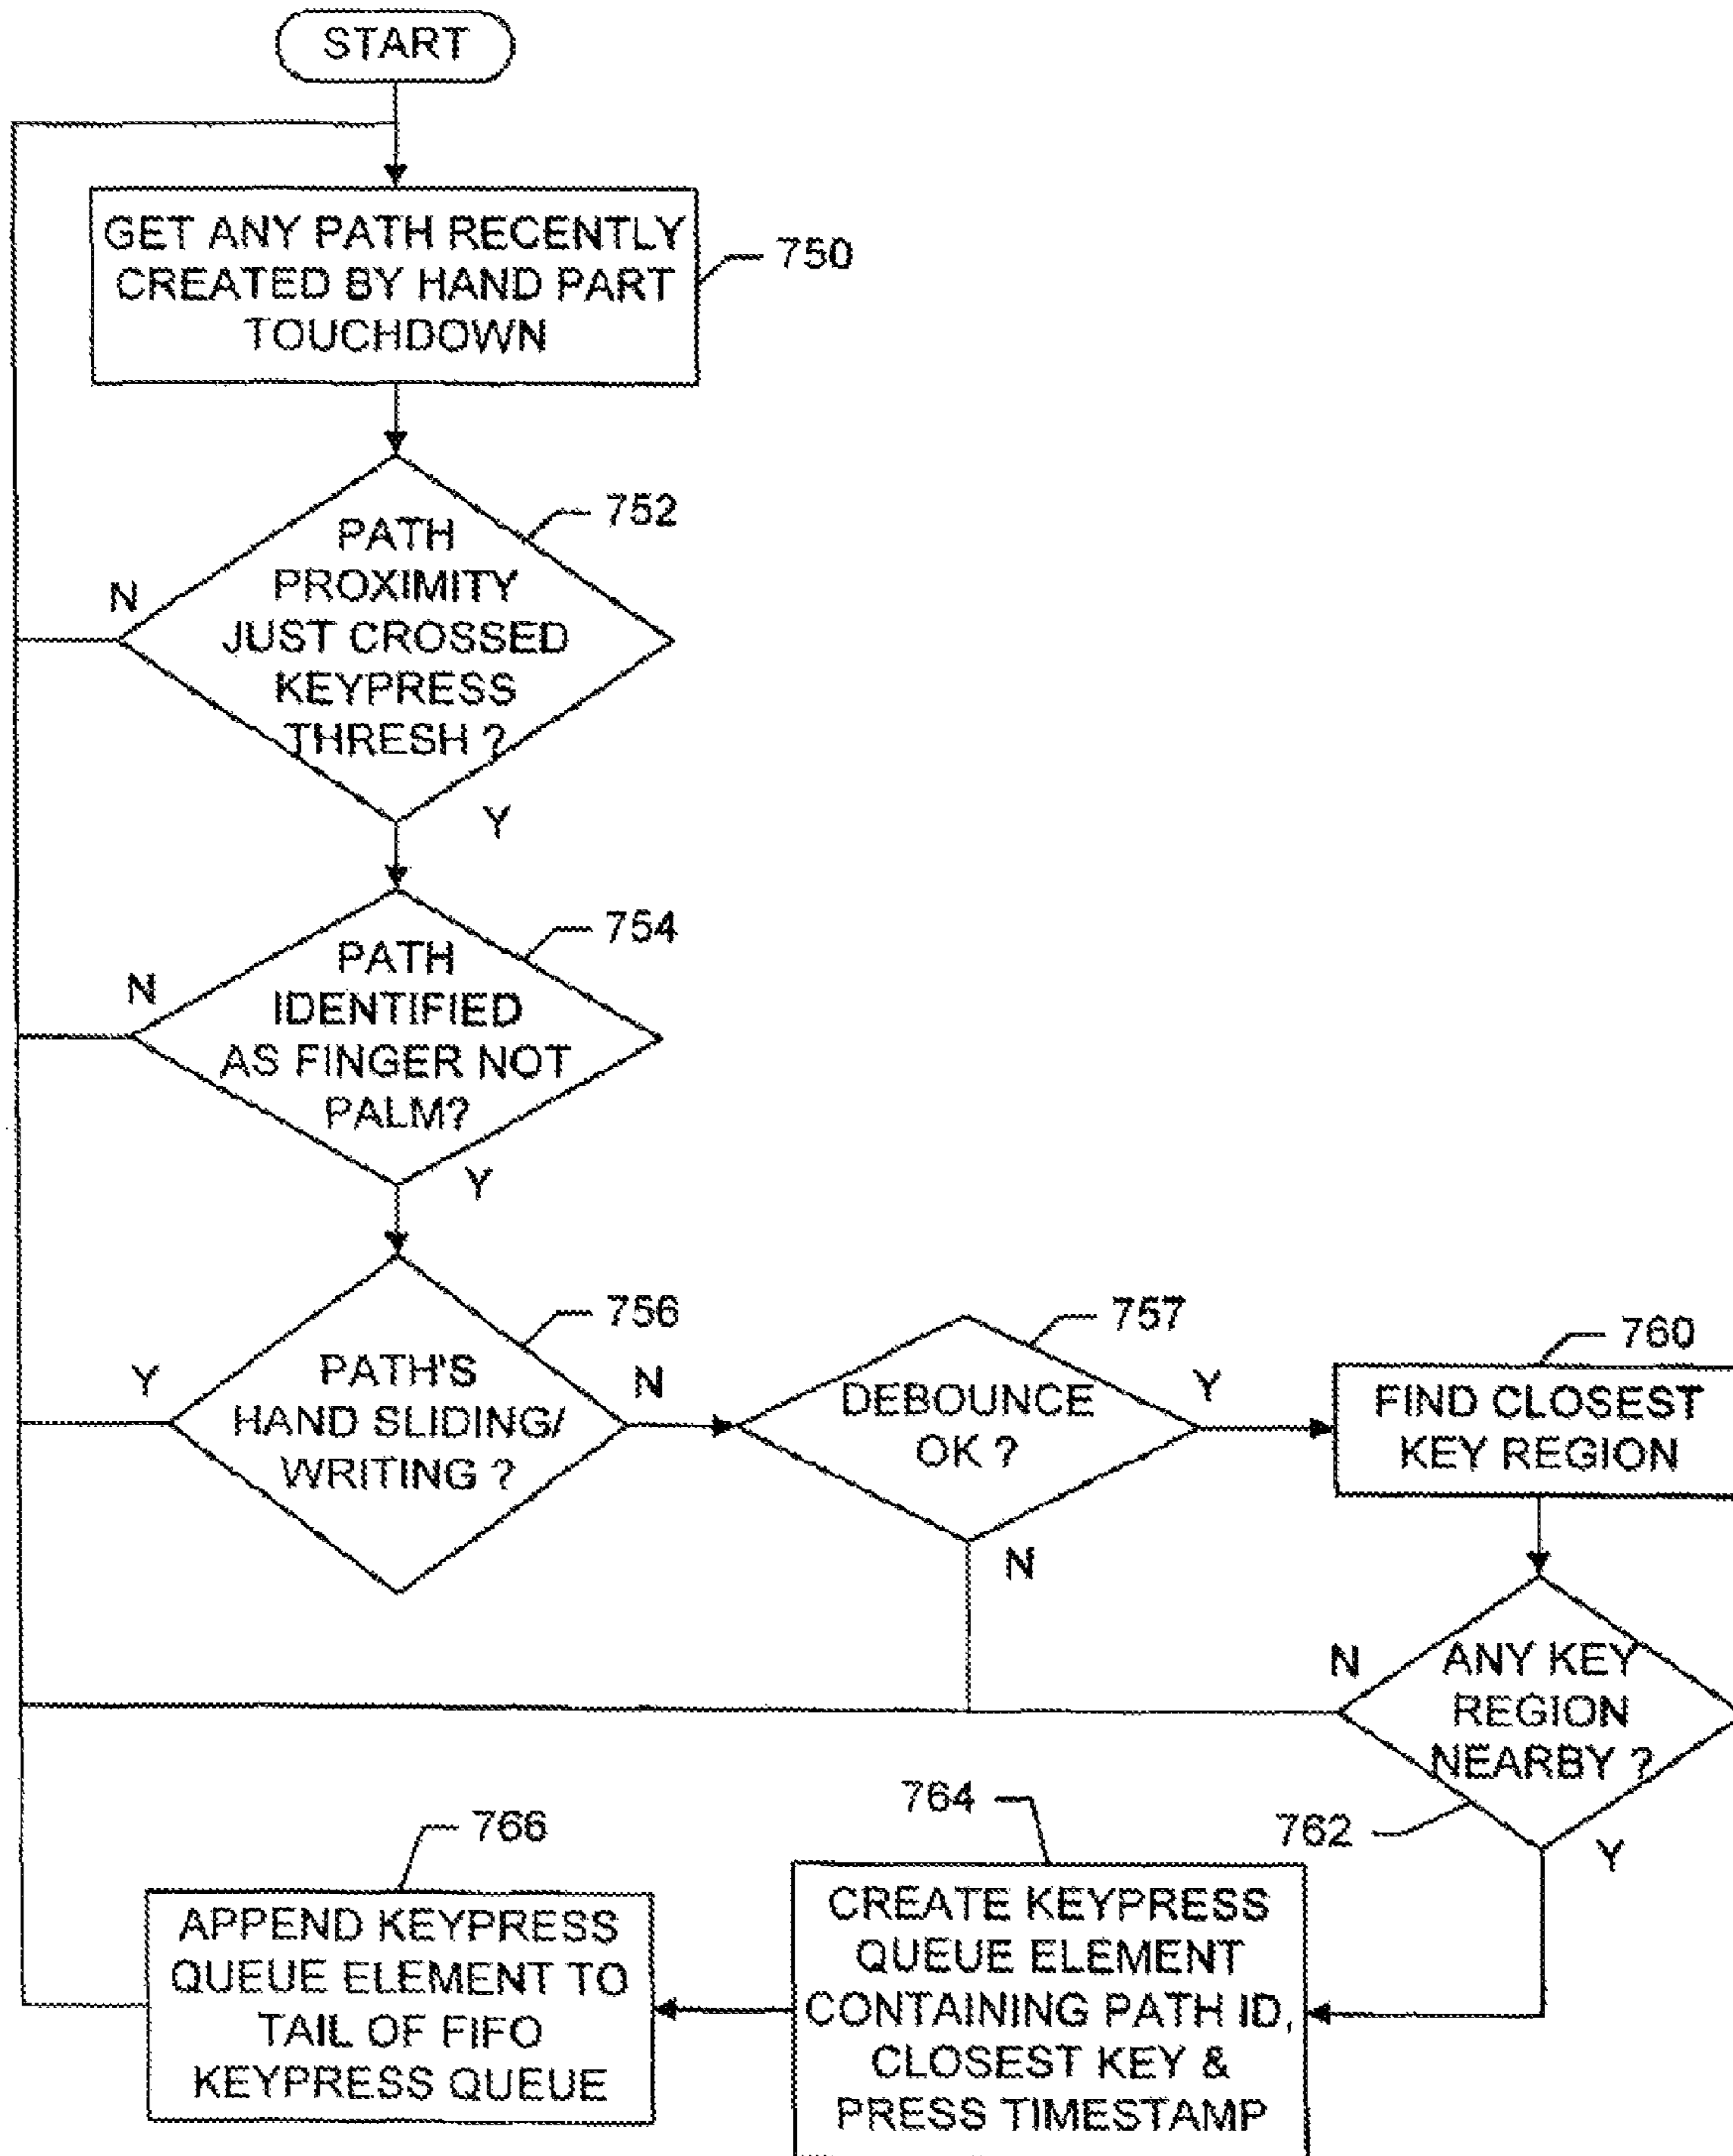 START
GET ANY PATH RECENTLY
CREATED BY HAND PART
TOUCHDOWN
750
752
PATH
PROXIMITY
JUST CROSSED
KEYPRESS
THRESH ?
N
Y
754
PATH
IDENTIFIED
AS FINGER NOT
PALM?
N
Y
756
PATH'S
HAND SLIDING/
WRITING ?
Y
N
757
DEBOUNCE
OK ?
Y
N
760
FIND CLOSEST
KEY REGION
ANY KEY
REGION
NEARBY ?
N
762
Y
764
CREATE KEYPRESS
QUEUE ELEMENT
CONTAINING PATH ID,
CLOSEST KEY &
PRESS TIMESTAMP
766
APPEND KEYPRESS
QUEUE ELEMENT TO
TAIL OF FIFO
KEYPRESS QUEUE